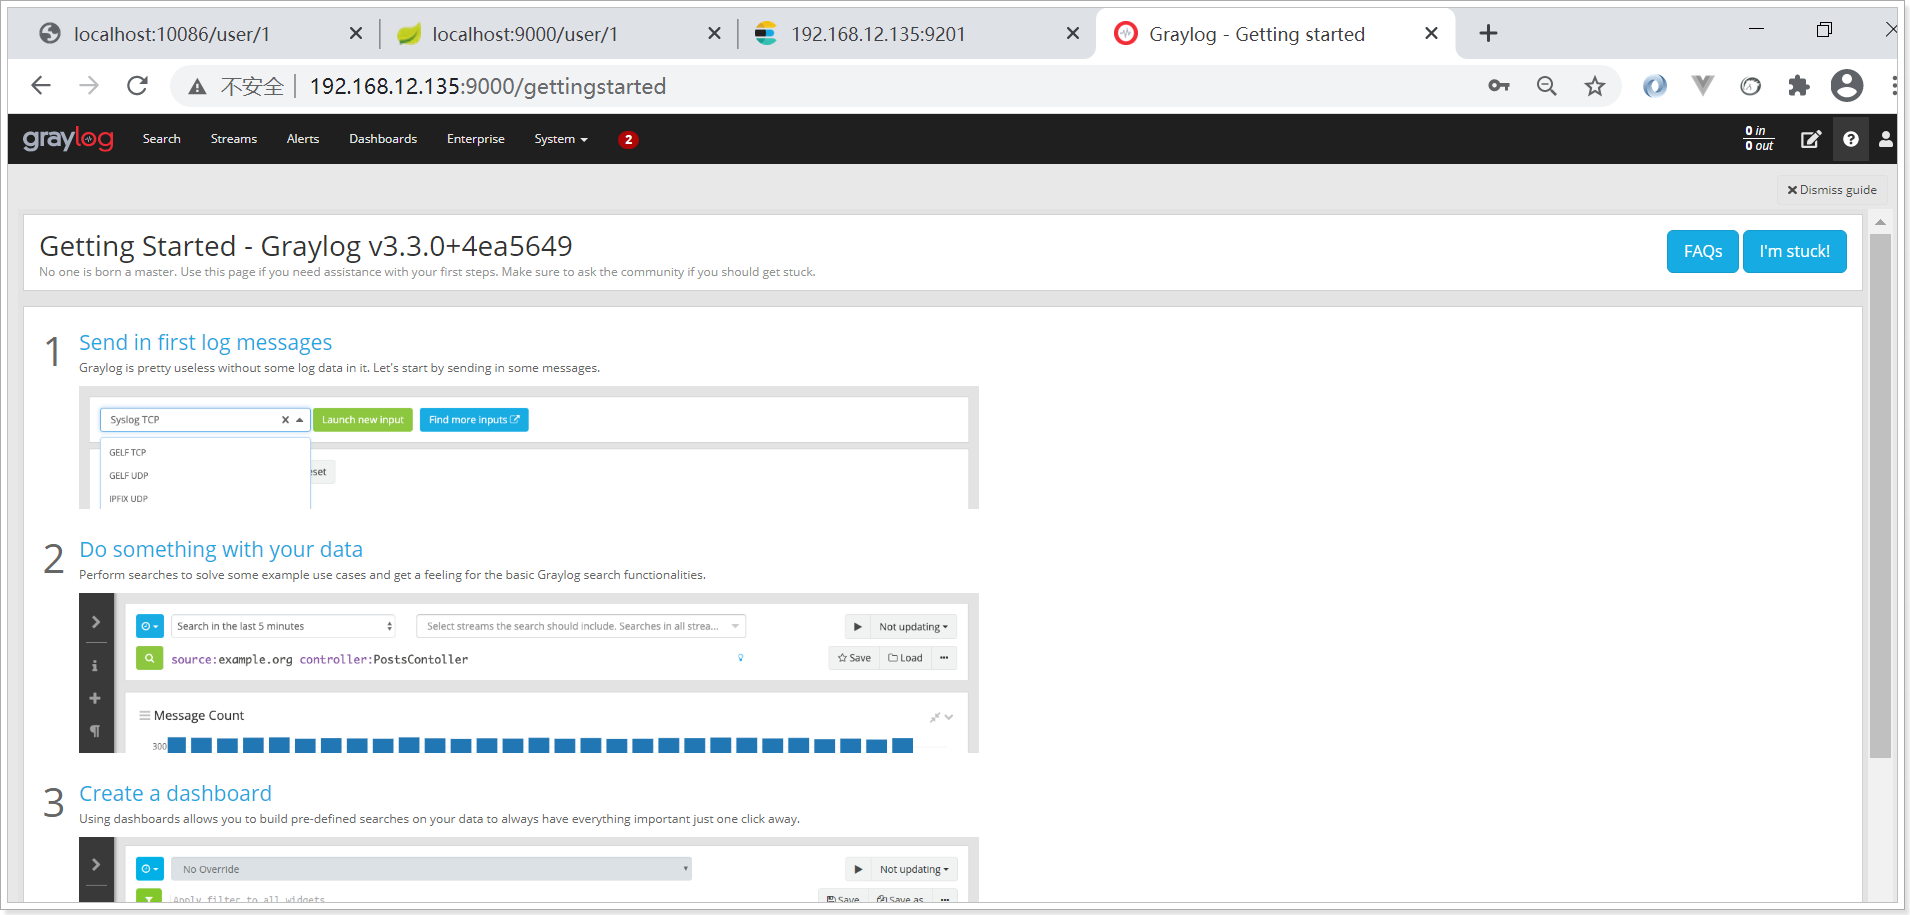 localhost:10086/user/1
localhost:9000/user/1
192.168.12.135:9201
Graylog - Getting started
不安全 192.168.12.135:9000/gettingstarted
graylog Search Streams Alerts Dashboards Enterprise System 2
0 in
0 out
Dismiss guide
Getting Started - Graylog v3.3.0+4ea5649
No one is born a master. Use this page if you need assistance with your first steps. Make sure to ask the community if you should get stuck.
FAQs
I'm stuck!
1 Send in first log messages
Graylog is pretty useless without some log data in it. Let's start by sending in some messages.
Syslog TCP
Launch new input
Find more inputs
GELF TCP
GELF UDP
IPFIX UDP
eset
2 Do something with your data
Perform searches to solve some example use cases and get a feeling for the basic Graylog search functionalities.
Search in the last 5 minutes
Select streams the search should include. Searches in all strea...
Not updating
source:example.org controller:PostsContoller
Save
Load
Message Count
300
3 Create a dashboard
Using dashboards allows you to build pre-defined searches on your data to always have everything important just one click away.
No Override
Not updating
Apply filter to all widgets
Save
Save as